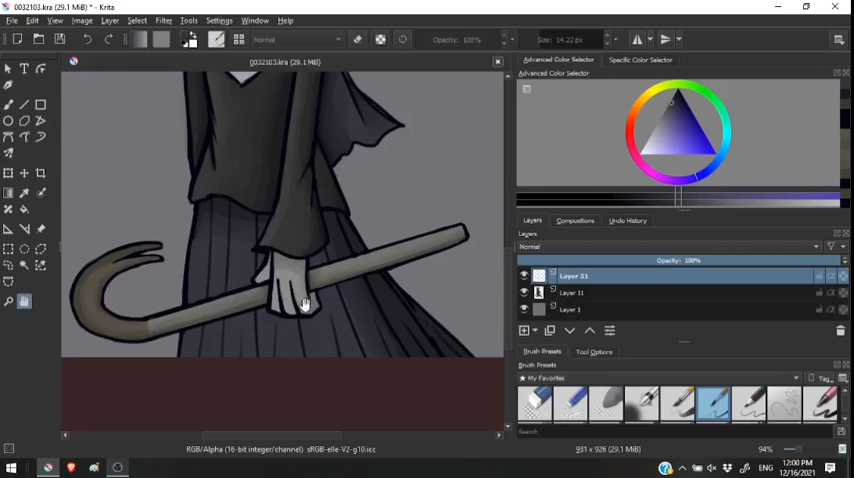 0032103.kra (29.1 MiB) * - Krita
File Edit View Image Layer Select Filter Tools Settings Window Help
Normal
Opacity: 100%
Size: 14.22 px
0032103.kra (29.1 MiB)
Advanced Color Selector Specific Color Selector
Advanced Color Selector
Layers Compositions Undo History
Layers
Normal
Opacity: 100%
Layer 31
Layer 11
Layer 1
Brush Presets Tool Options
Brush Presets
★ My Favorites
Tag
Search
RGB/Alpha (16-bit integer/channel) sRGB-elle-V2-g10.icc
931 x 926 (29.1 MiB)
94%
ENG
12:00 PM
12/16/2021